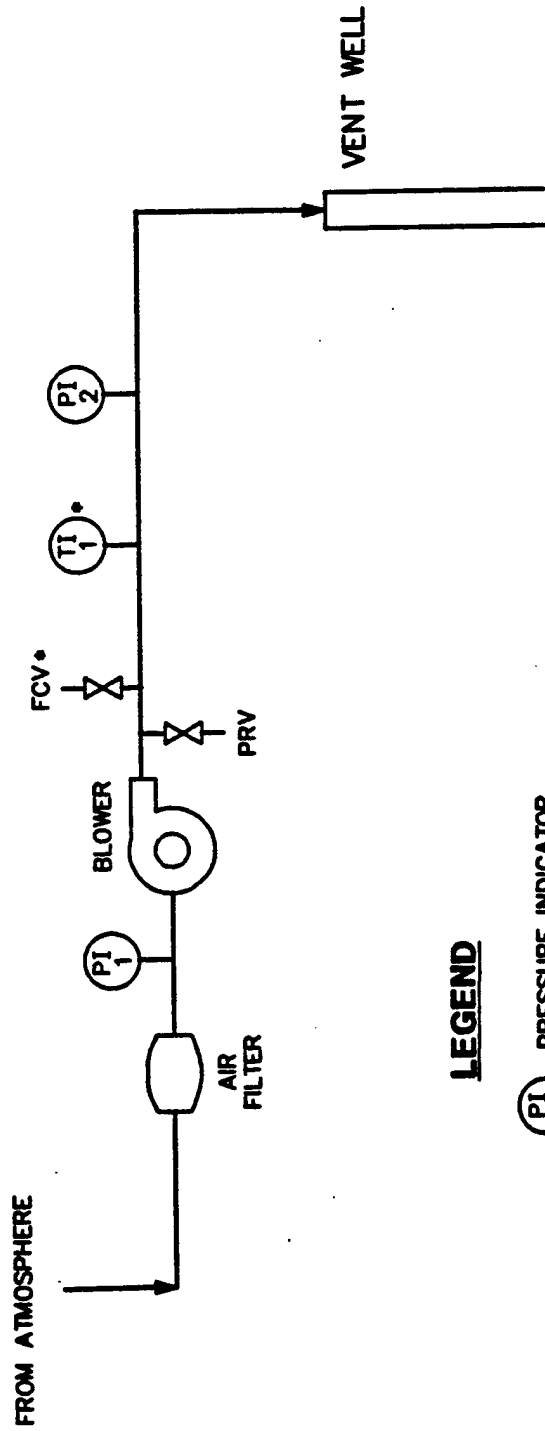 FROM ATMOSPHERE
AIR
FILTER
PI
1
BLOWER
PRV
FCV*
TI
1
*
PI
2
VENT WELL
LEGEND
PI
PRESSURE INDICATOR